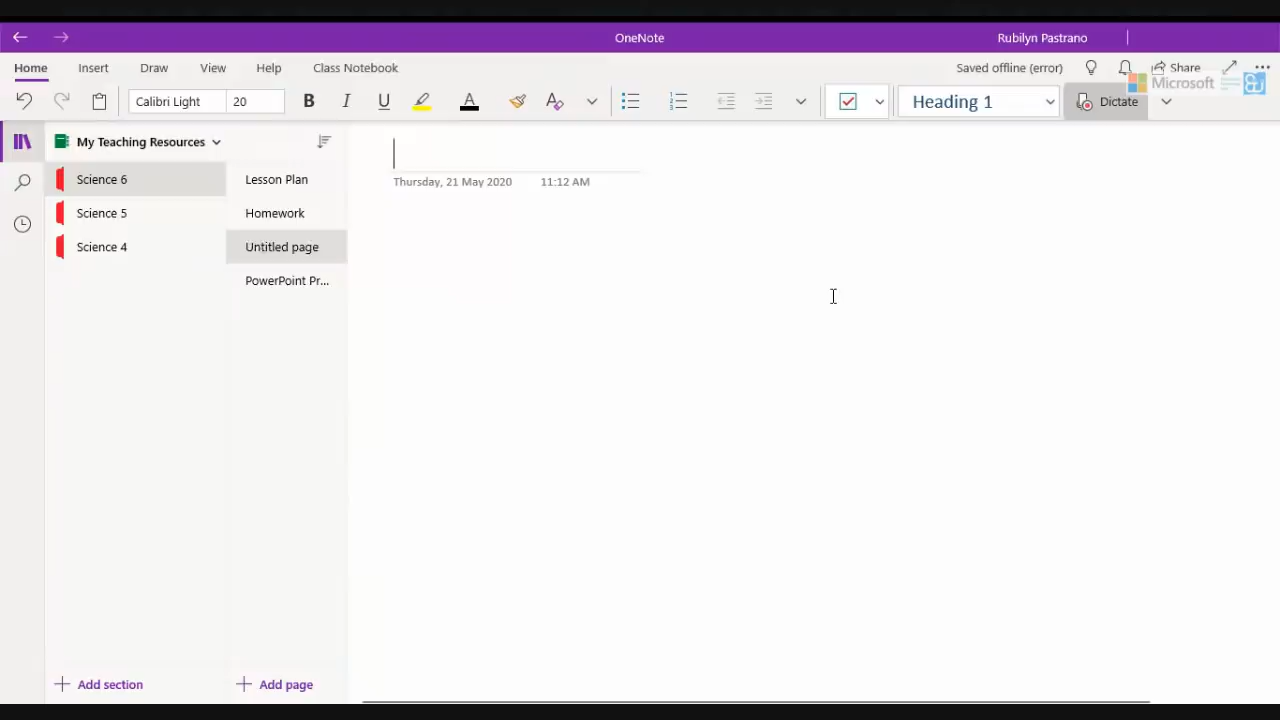 OneNote
Rubilyn Pastrano
Home Insert Draw View Help Class Notebook
Saved offline (error)
Share
Microsoft
Calibri Light 20 B I U A
Heading 1
Dictate
My Teaching Resources
Science 6
Science 5
Science 4
Lesson Plan
Homework
Untitled page
PowerPoint Pr...
Thursday, 21 May 2020 11:12 AM
Add section
Add page